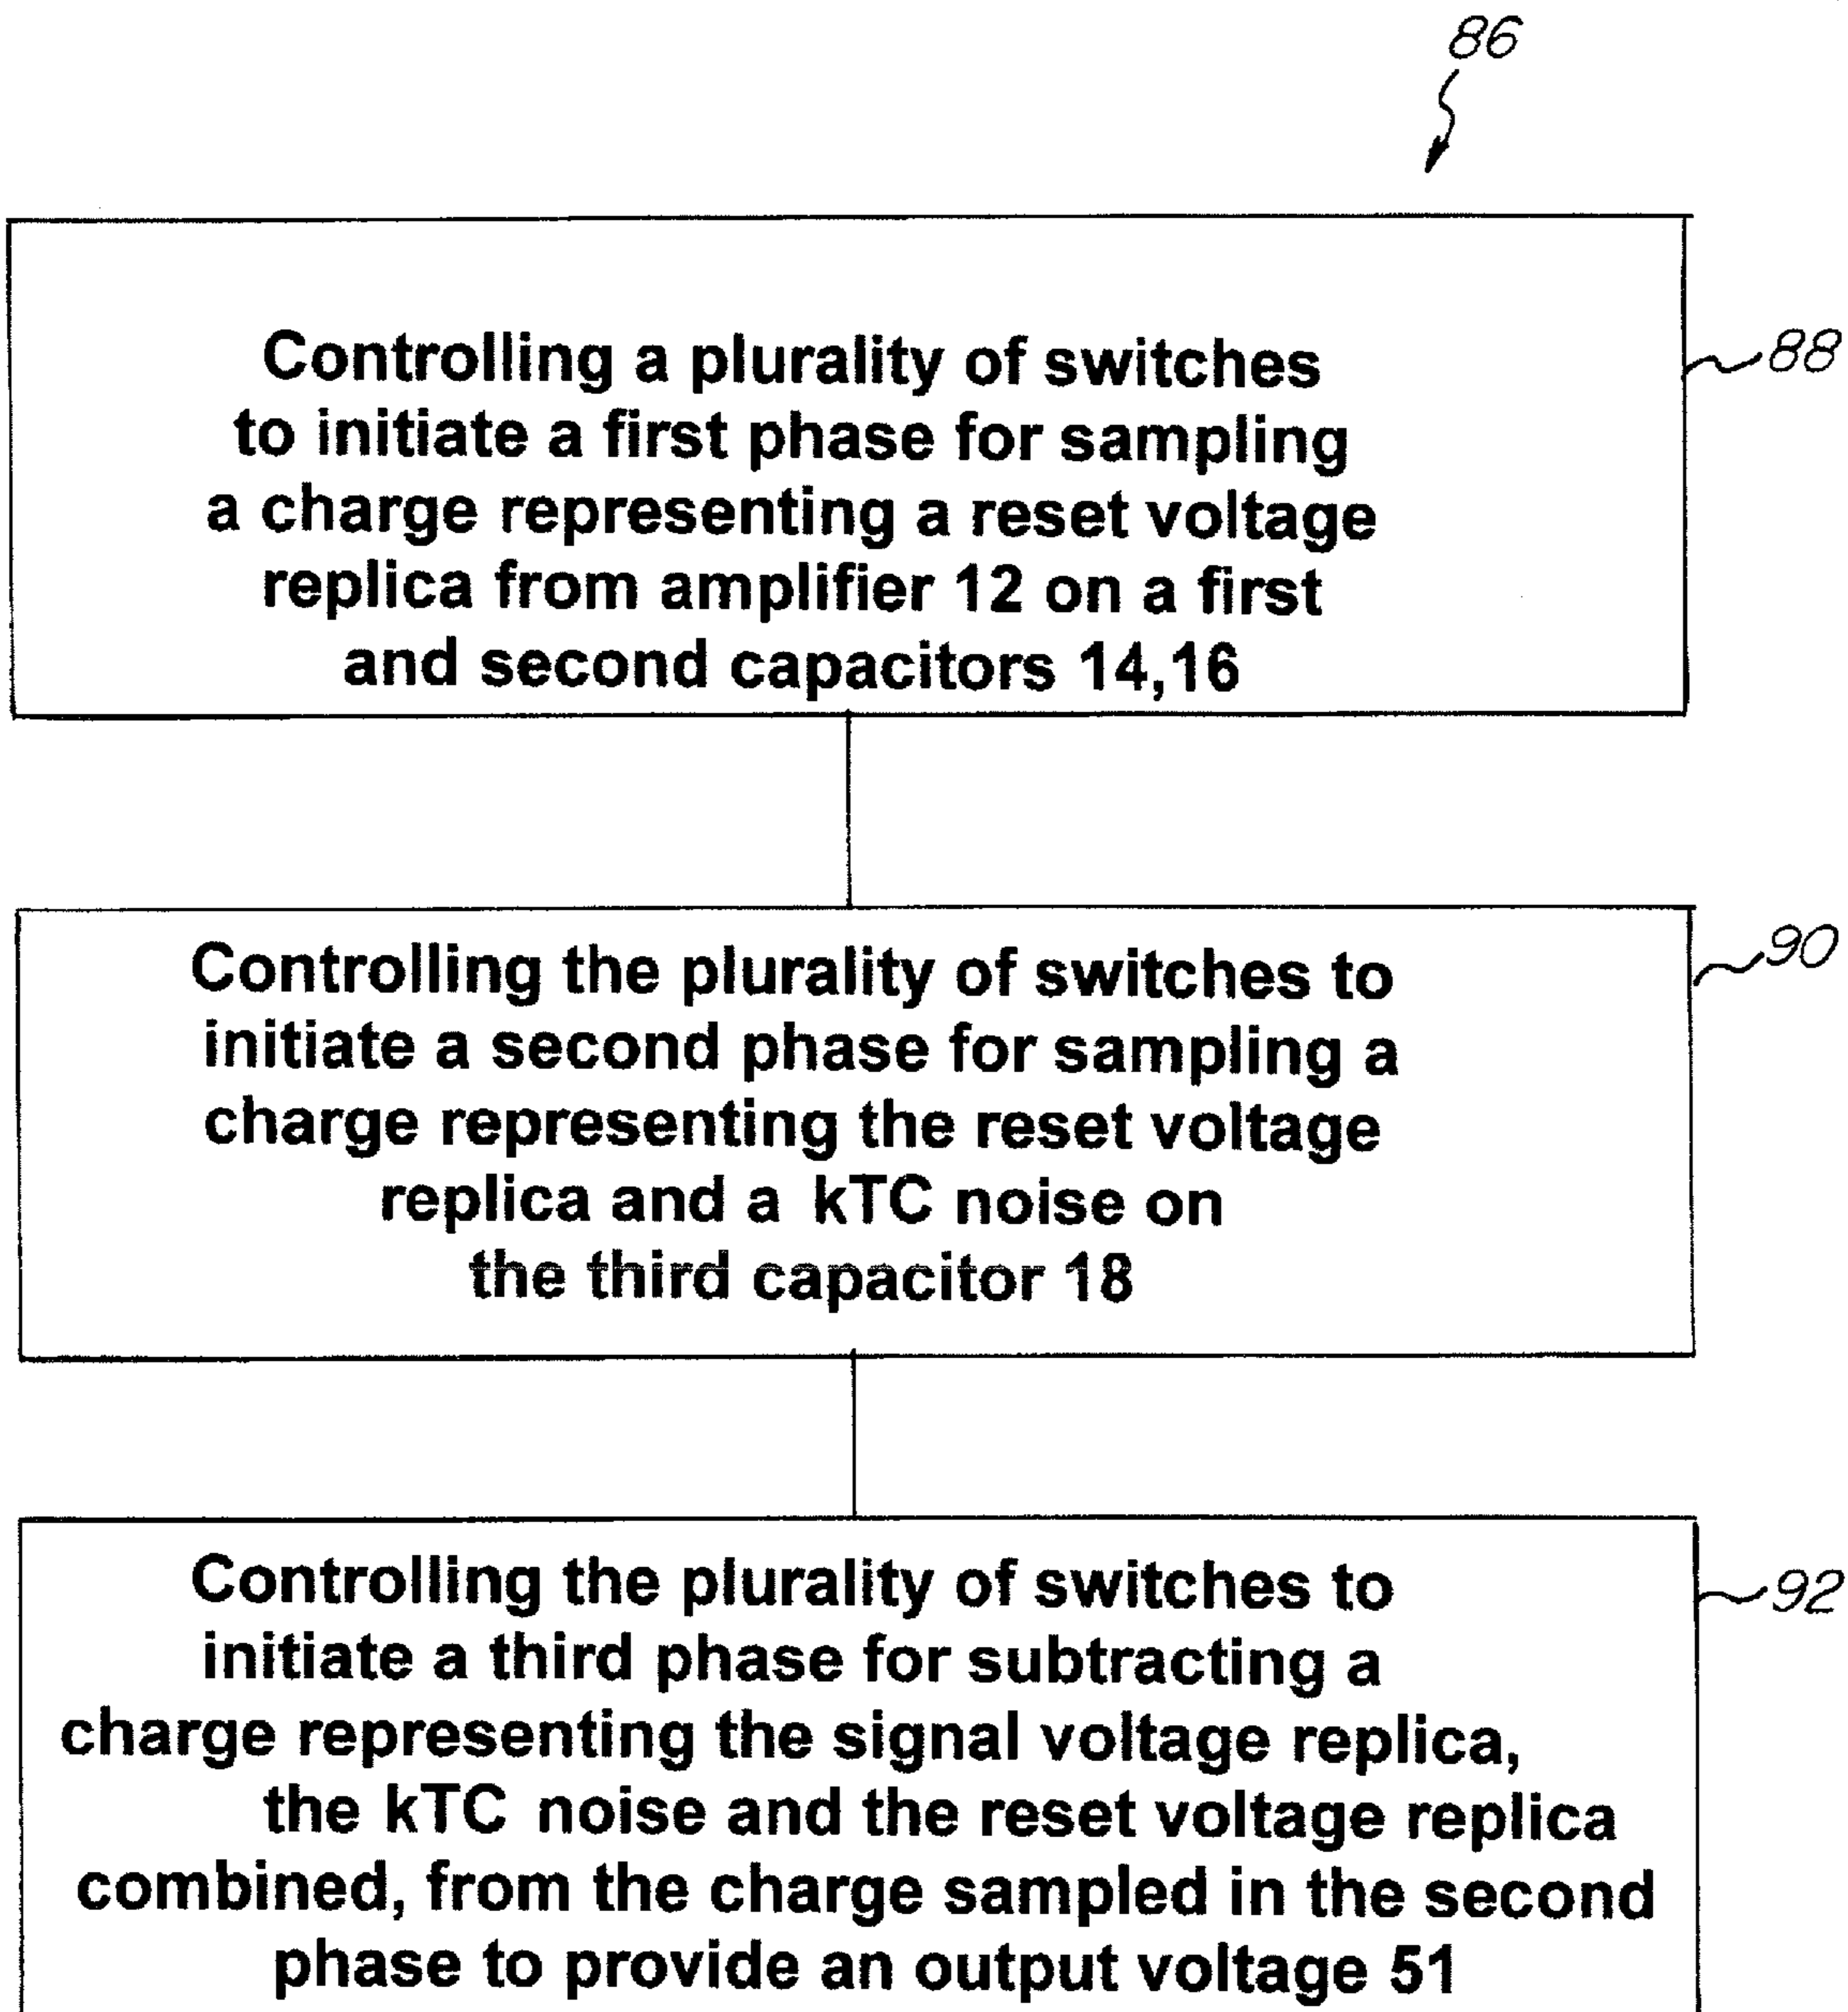 86
Controlling a plurality of switches
to initiate a first phase for sampling
a charge representing a reset voltage
replica from amplifier 12 on a first
and second capacitors 14,16
88
Controlling the plurality of switches to
initiate a second phase for sampling a
charge representing the reset voltage
replica and a kTC noise on
the third capacitor 18
90
Controlling the plurality of switches to
initiate a third phase for subtracting a
charge representing the signal voltage replica,
the kTC noise and the reset voltage replica
combined, from the charge sampled in the second
phase to provide an output voltage 51
92